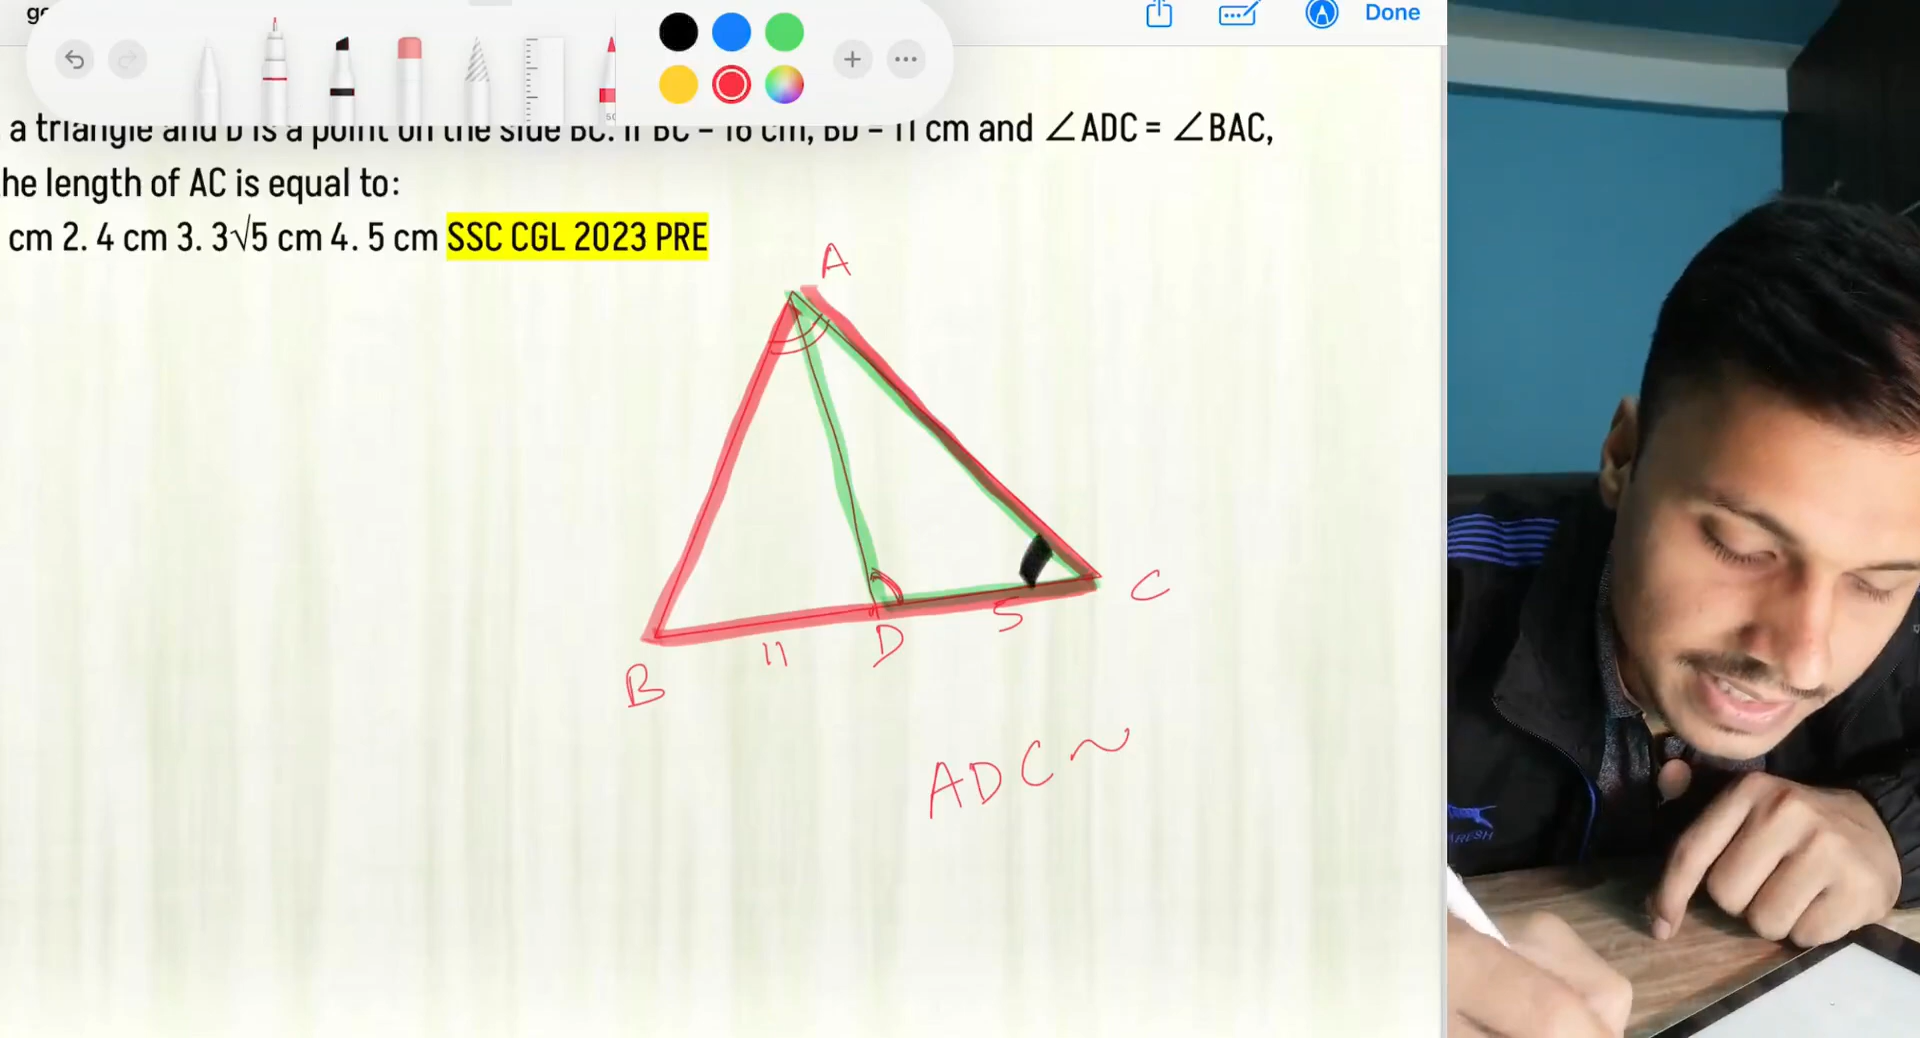 Done
a triangle and D is a point on the side BC. If BC = 16 cm, BD = 11 cm and ∠ADC = ∠BAC,
he length of AC is equal to:
cm 2. 4 cm 3. 3√5 cm 4. 5 cm SSC CGL 2023 PRE
A
C
5
11
D
B
ADC ~